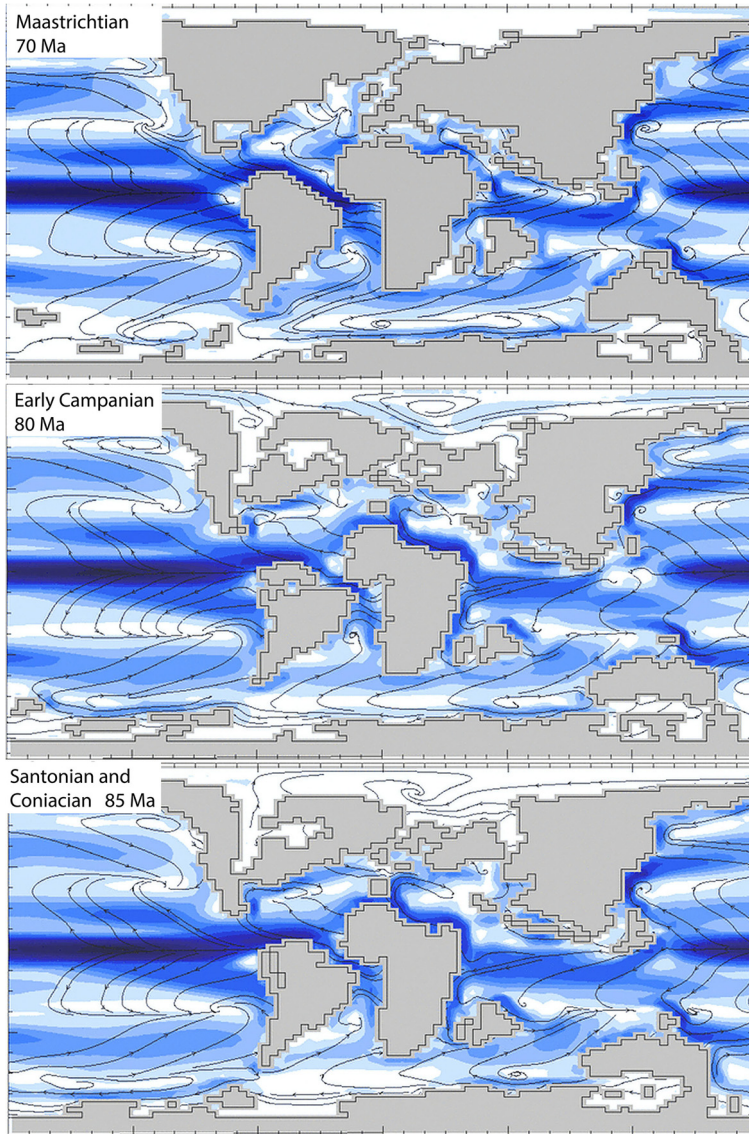 Maastrichtian
70 Ma
Early Campanian
80 Ma
Santonian and
Coniacian 85 Ma